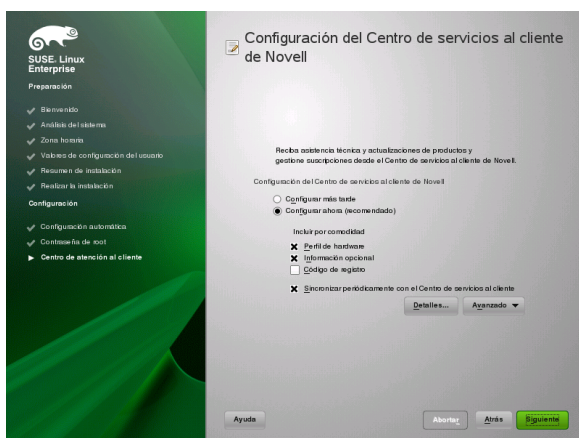 SUSE. Linux
Enterprise
Preparación
Bienvenido
Análisis del sistema
Zona horaria
Valores de configuración del usuario
Resumen de instalación
Realizar la instalación
Configuración
Configuración automática
Contraseña de root
Centro de atención al cliente
Configuración del Centro de servicios al cliente
de Novell
Reciba asistencia técnica y actualizaciones de productos y
gestione suscripciones desde el Centro de servicios al cliente de Novell.
Configuración del Centro de servicios al cliente de Novell
Configurar más tarde
Configurar ahora (recomendado)
Incluir por comodidad
Perfil de hardware
Información opcional
Código de registro
Sincronizar periódicamente con el Centro de servicios al cliente
Detalles...
Avanzado
Ayuda
Abortar
Atrás
Siguiente